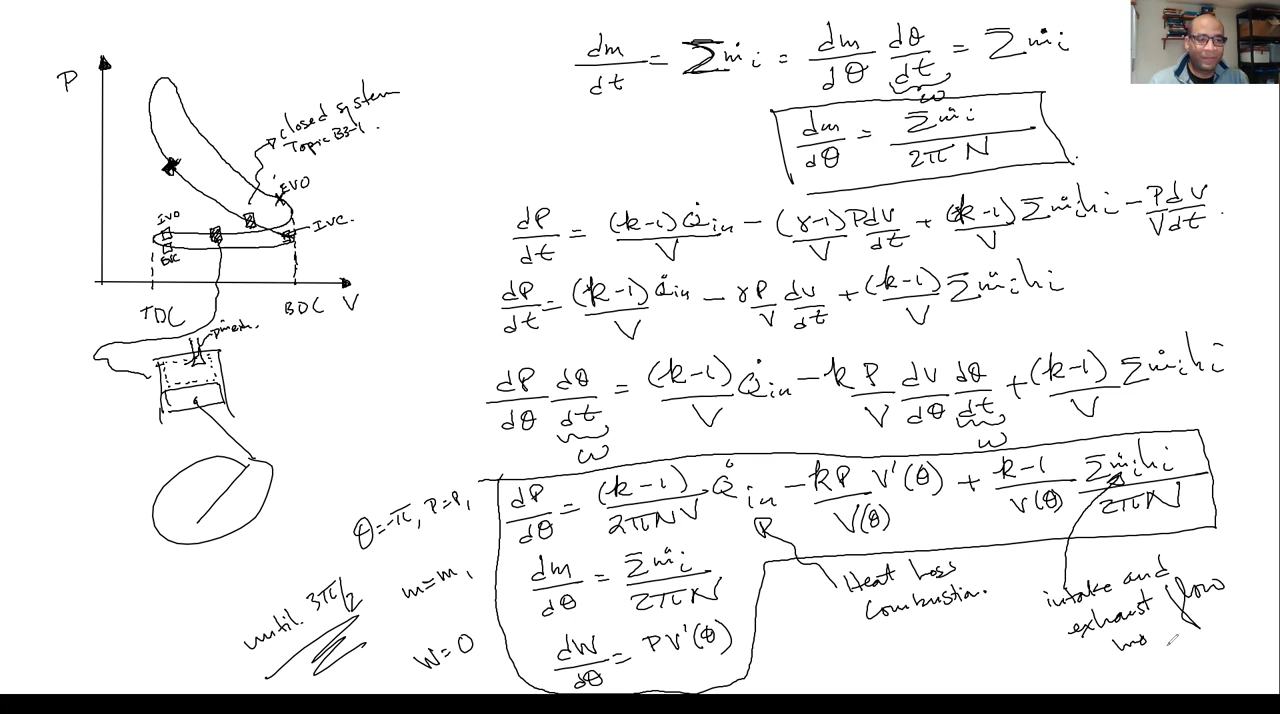 P
closed system
Topic B3-1.
EVO
IVO
IVC.
EVC
TDC
BDC
V
dm/dt = Σṁi = dm/dθ dθ/dt = Σṁi
ω
dm/dθ = Σṁi/2πN
dP/dt = (k-1)Q̇in/V - (γ-1)/V PdV/dt + (k-1)/V Σṁihi - P/V dV/dt.
dP/dt = (k-1)Q̇in/V - γP/V dV/dt + (k-1)/V Σṁihi
dP/dθ dθ/dt = (k-1)/V Q̇in - k P/V dV/dθ dθ/dt + (k-1)/V Σṁihi
ω ω
θ=-π, P=P1
dP/dθ = (k-1)/2πNV Q̇in - kP/V(θ) V'(θ) + k-1/V(θ) Σṁihi/2πN
m=m1
dm/dθ = Σṁi/2πN
until 3π/2
W=0
dW/dθ = PV'(θ)
Heat Loss
Combustion.
intake and
exhaust flow
mo